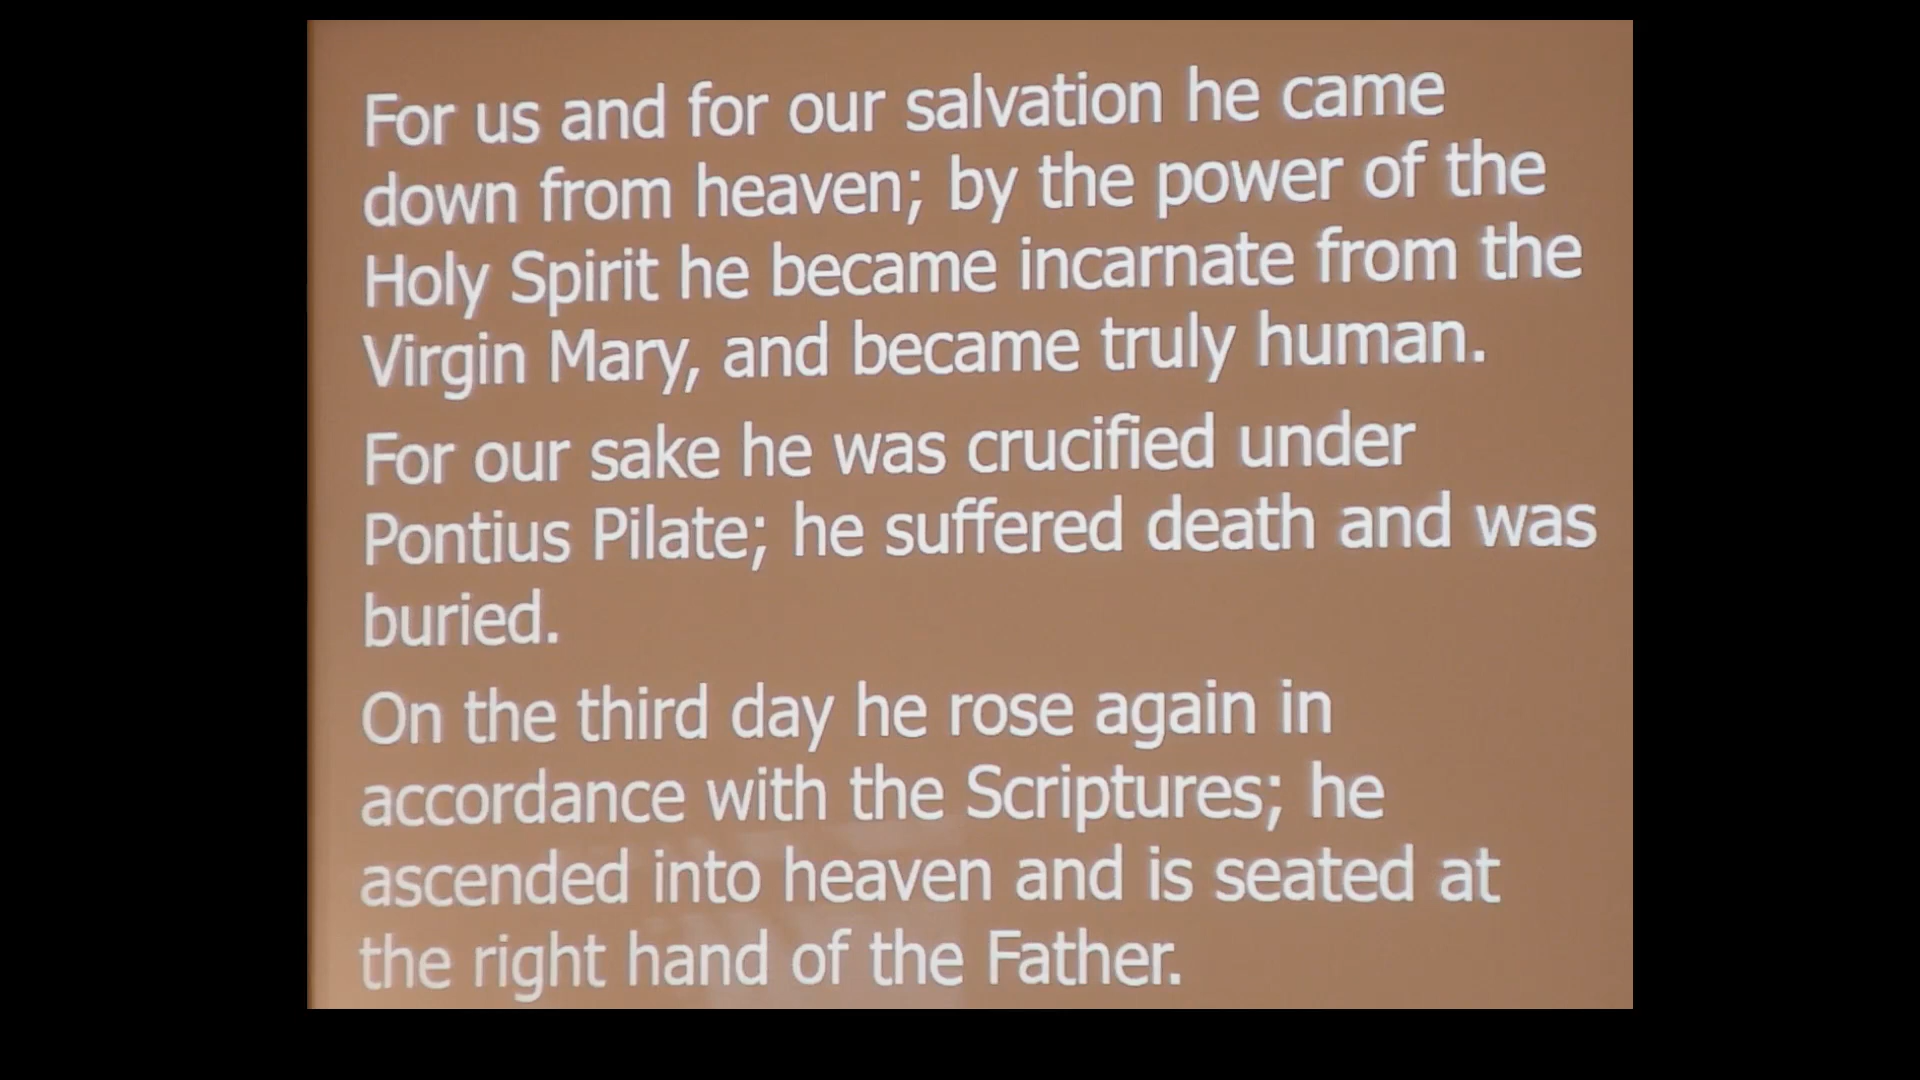 For us and for our salvation he came
down from heaven; by the power of the
Holy Spirit he became incarnate from the
Virgin Mary, and became truly human.
For our sake he was crucified under
Pontius Pilate; he suffered death and was
buried.
On the third day he rose again in
accordance with the Scriptures; he
ascended into heaven and is seated at
the right hand of the Father.